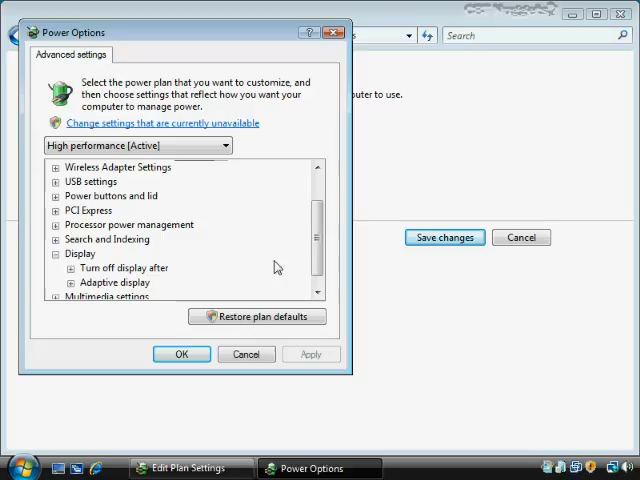 Power Options
s
Search
Advanced settings
Select the power plan that you want to customize, and
then choose settings that reflect how you want your
computer to manage power.
puter to use.
Change settings that are currently unavailable
High performance [Active]
Wireless Adapter Settings
USB settings
Power buttons and lid
PCI Express
Processor power management
Search and Indexing
Display
Turn off display after
Adaptive display
Multimedia settings
Save changes
Cancel
Restore plan defaults
OK
Cancel
Apply
Edit Plan Settings
Power Options